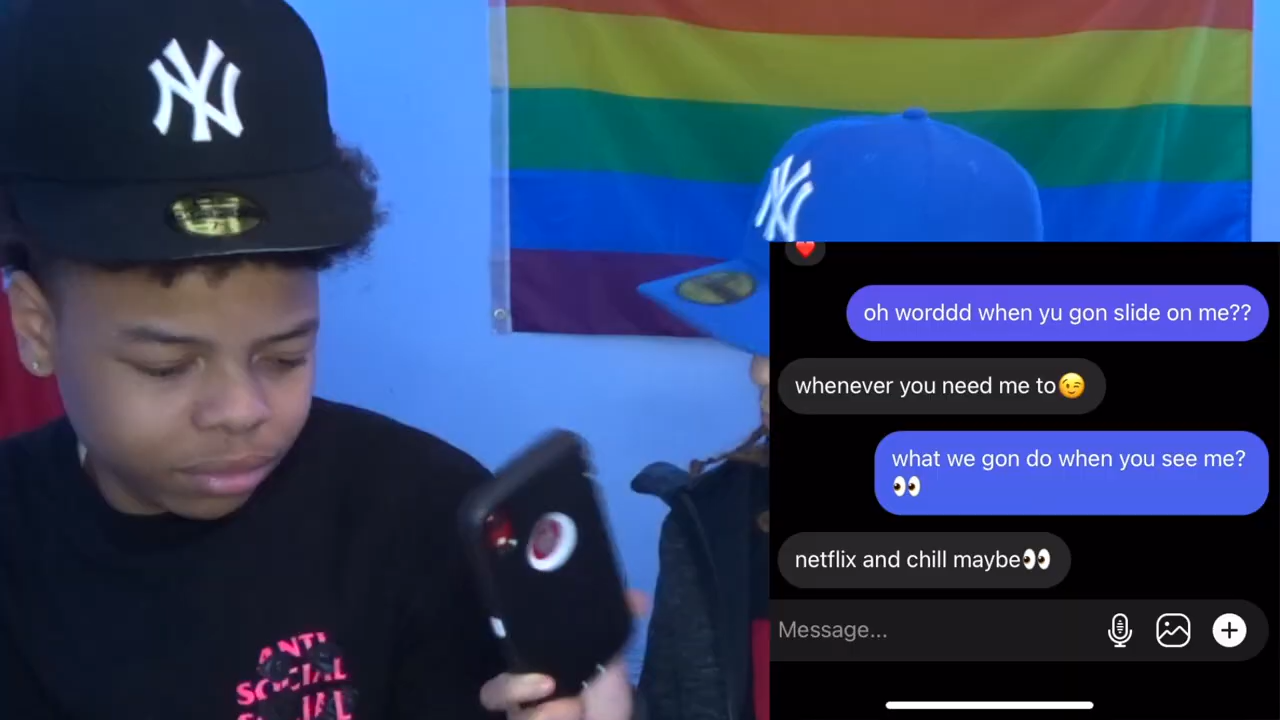 NY
NY
oh worddd when yu gon slide on me??
whenever you need me to😉
what we gon do when you see me?
👀
netflix and chill maybe👀
Message...
ANTI
SOCIAL
SOCIAL